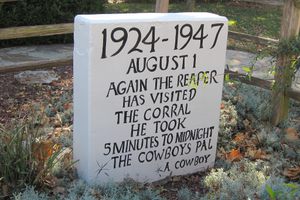 1924-1947
AUGUST 1
AGAIN THE REAPER
HAS VISITED
THE CORRAL
HE TOOK
5 MINUTES TO MIDNIGHT
THE COWBOYS PAL
* A COWBOY
*